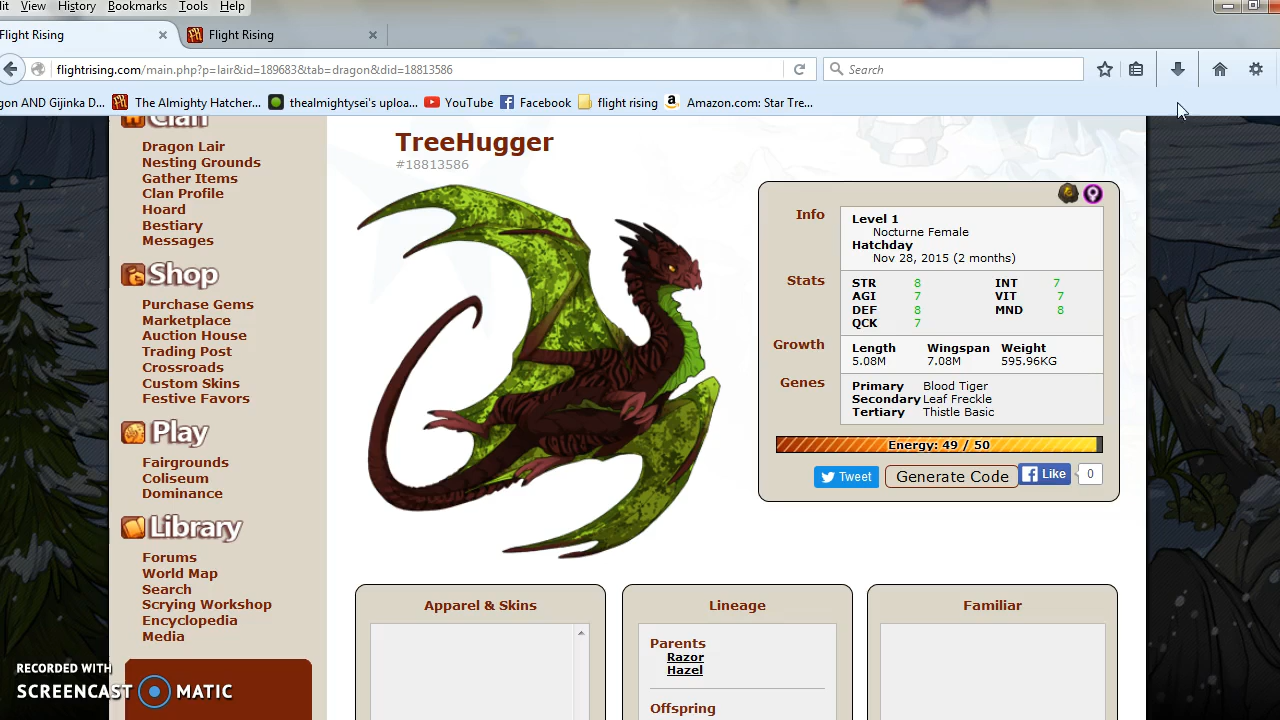 View History Bookmarks Tools Help
Flight Rising
Flight Rising
flightrising.com/main.php?p=lair&id=189683&tab=dragon&did=18813586
Search
gon AND Gijinka D... The Almighty Hatcher... thealmightysei's uploa... YouTube Facebook flight rising Amazon.com: Star Tre...
Clan
Dragon Lair
Nesting Grounds
Gather Items
Clan Profile
Hoard
Bestiary
Messages
Shop
Purchase Gems
Marketplace
Auction House
Trading Post
Crossroads
Custom Skins
Festive Favors
Play
Fairgrounds
Coliseum
Dominance
Library
Forums
World Map
Search
Scrying Workshop
Encyclopedia
Media
RECORDED WITH
SCREENCAST MATIC
TreeHugger
#18813586
Info
Level 1
Nocturne Female
Hatchday
Nov 28, 2015 (2 months)
Stats
STR 8 INT 7
AGI 7 VIT 7
DEF 8 MND 8
QCK 7
Growth
Length Wingspan Weight
5.08M 7.08M 595.96KG
Genes
Primary Blood Tiger
Secondary Leaf Freckle
Tertiary Thistle Basic
Energy: 49 / 50
Tweet Generate Code Like 0
Apparel & Skins
Lineage
Parents
Razor
Hazel
Offspring
Familiar